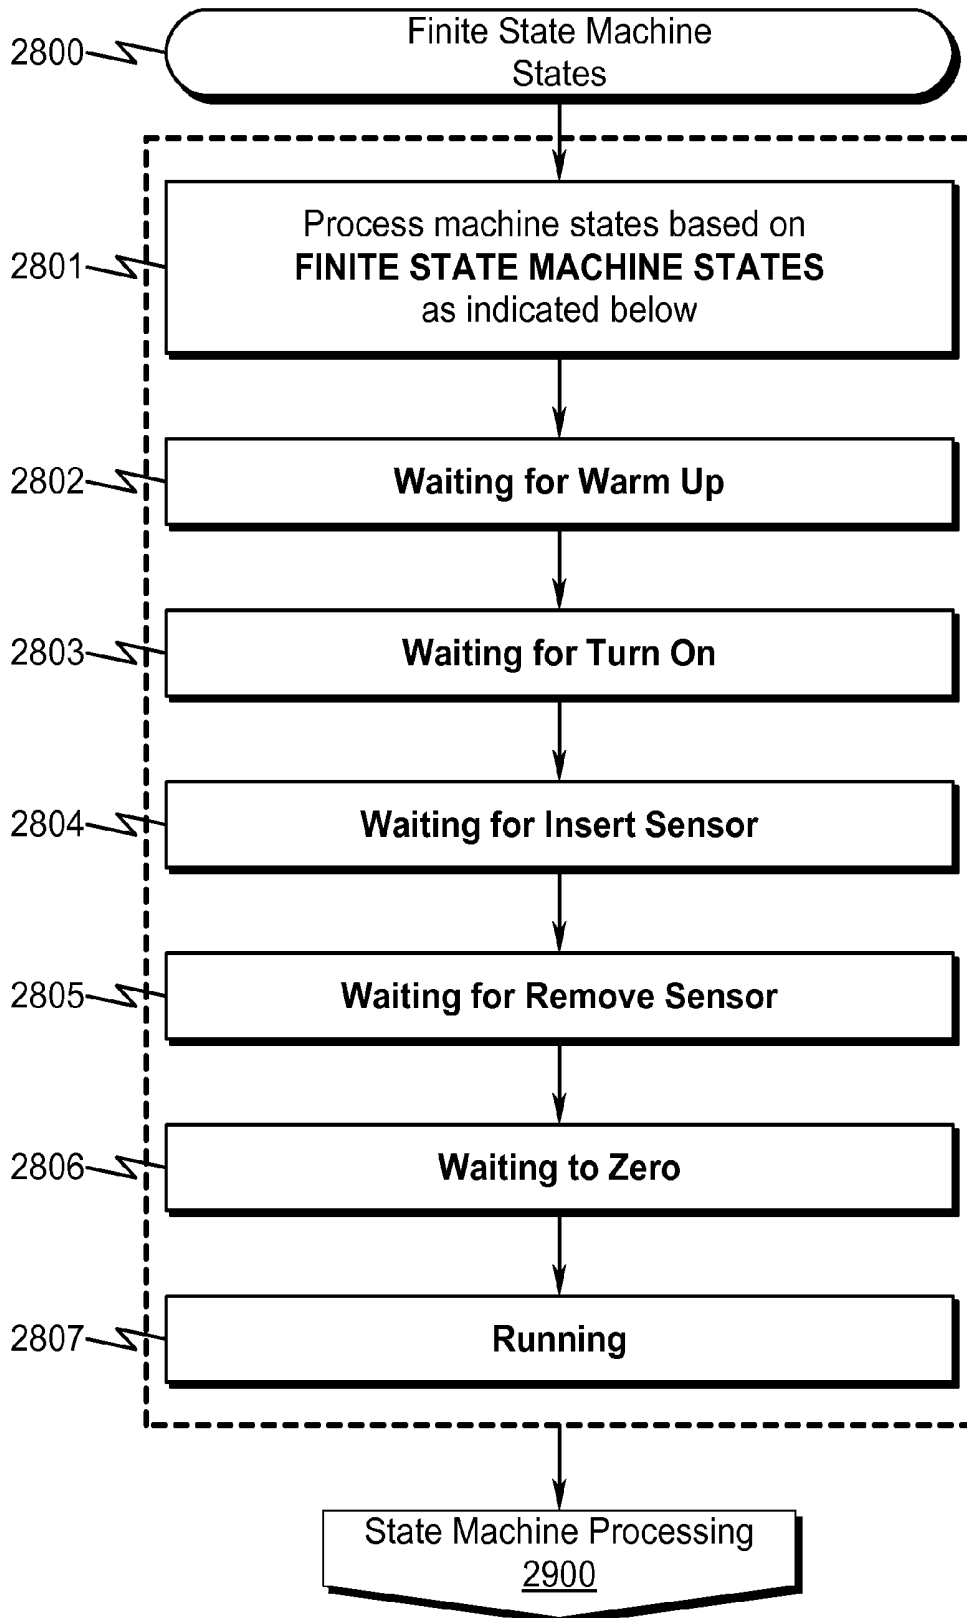 2800
Finite State Machine
States
2801
Process machine states based on
FINITE STATE MACHINE STATES
as indicated below
2802
Waiting for Warm Up
2803
Waiting for Turn On
2804
Waiting for Insert Sensor
2805
Waiting for Remove Sensor
2806
Waiting to Zero
2807
Running
State Machine Processing
2900